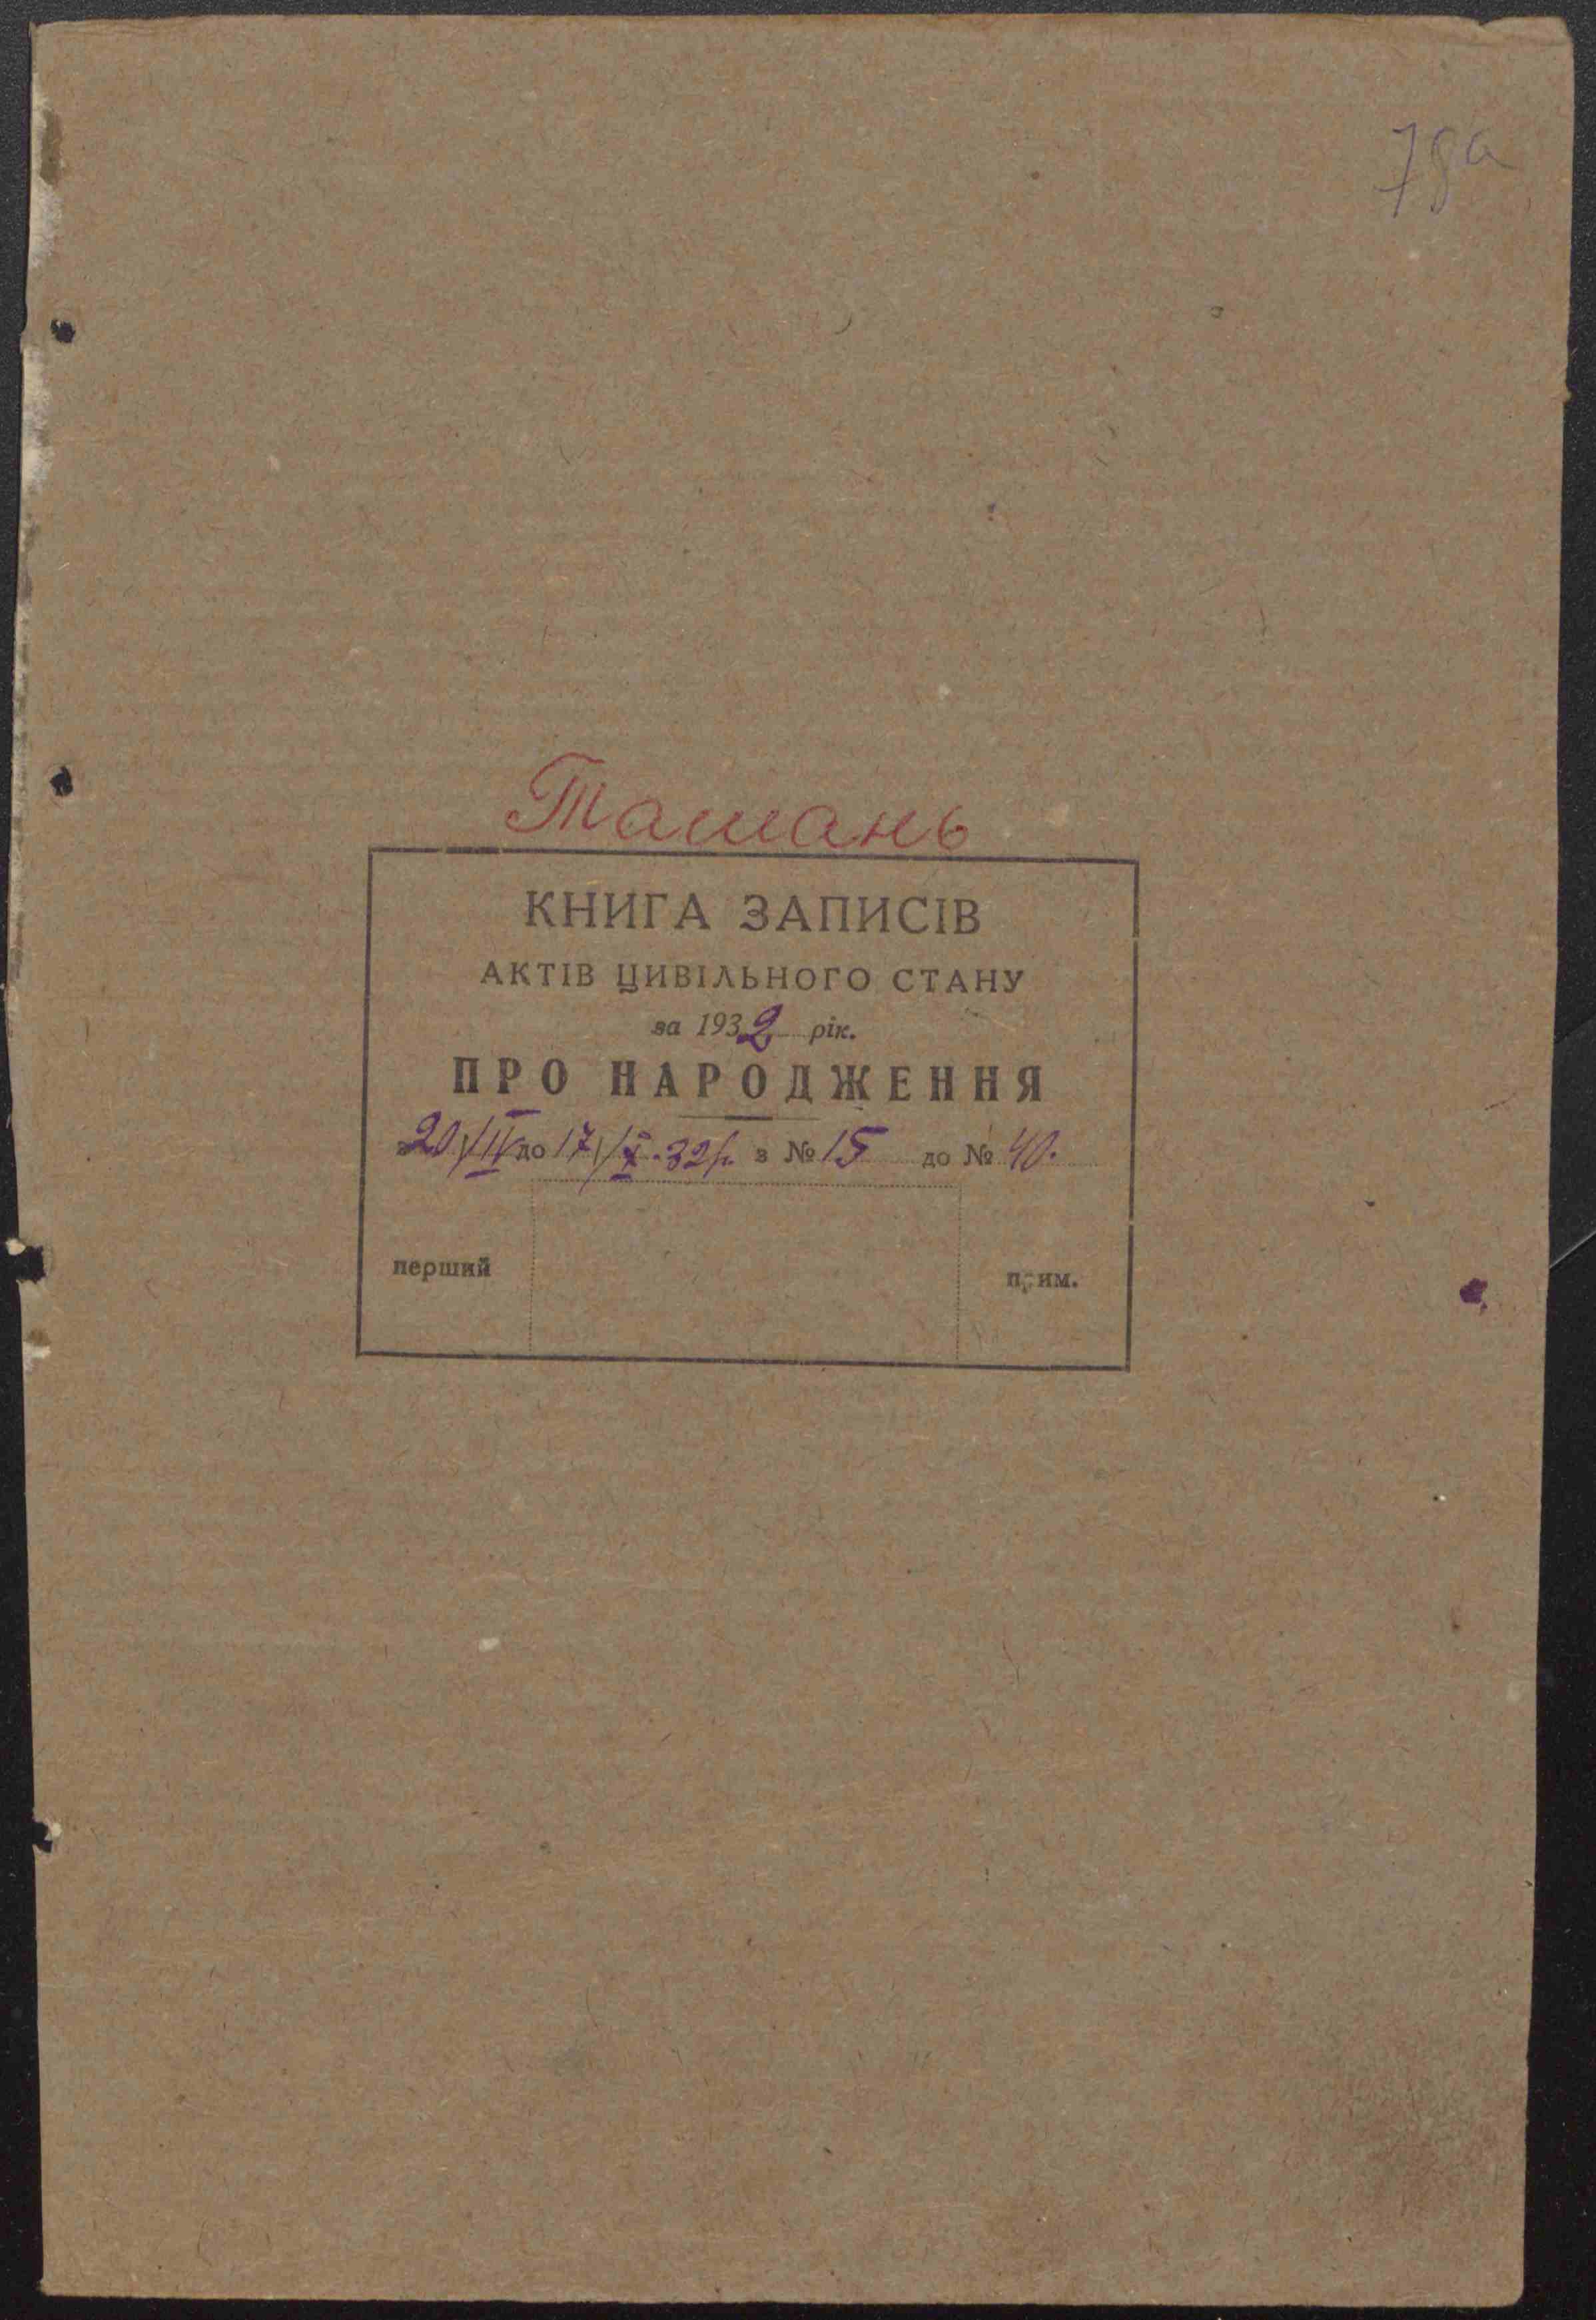 78а
Ташань
КНИГА ЗАПИСІВ
АКТІВ ЦИВІЛЬНОГО СТАНУ
за 1932 рік.
ПРО НАРОДЖЕННЯ
з 20/IV до 17/X.32р. з № 15 до № 40.
перший
прим.